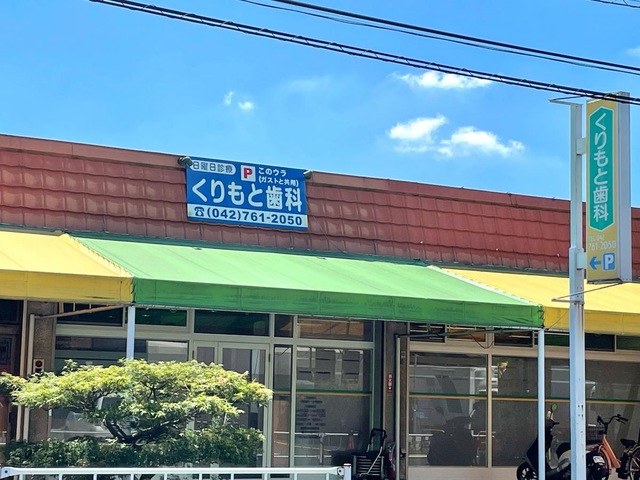 日曜日診療 P このウラ
(ガストと共用)
くりもと歯科
☎(042)761-2050
くりもと歯科
761-2050
←P